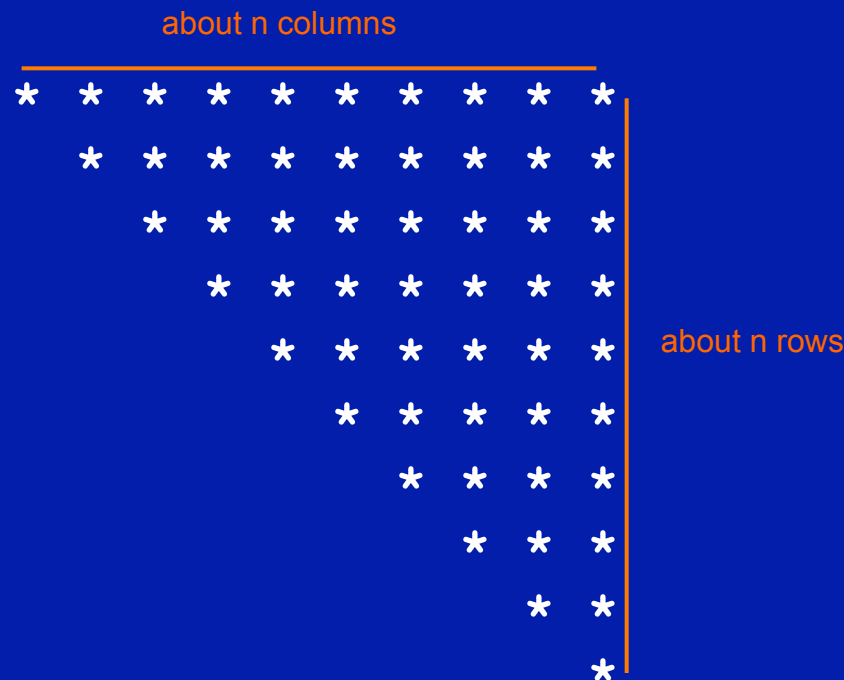 about n columns
* * * * * * * * * *
* * * * * * * * *
* * * * * * * *
* * * * * * *
* * * * * *
about n rows
* * * * *
* * * *
* * *
* *
*